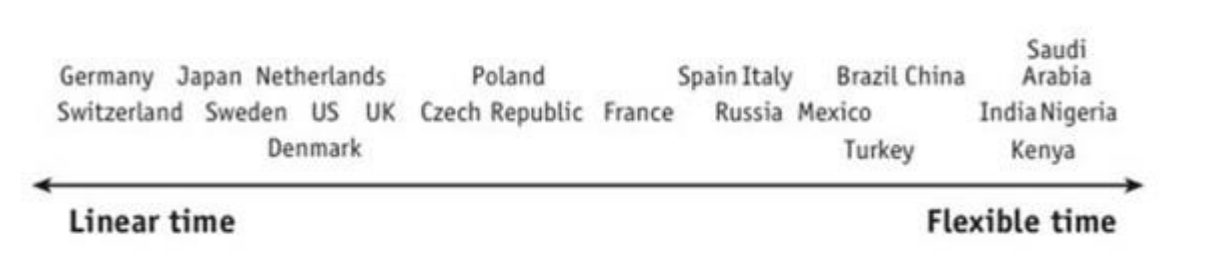 Saudi
Germany Japan Netherlands Poland Spain Italy Brazil China Arabia
Switzerland Sweden US UK Czech Republic France Russia Mexico India Nigeria
Denmark Turkey Kenya
Linear time Flexible time